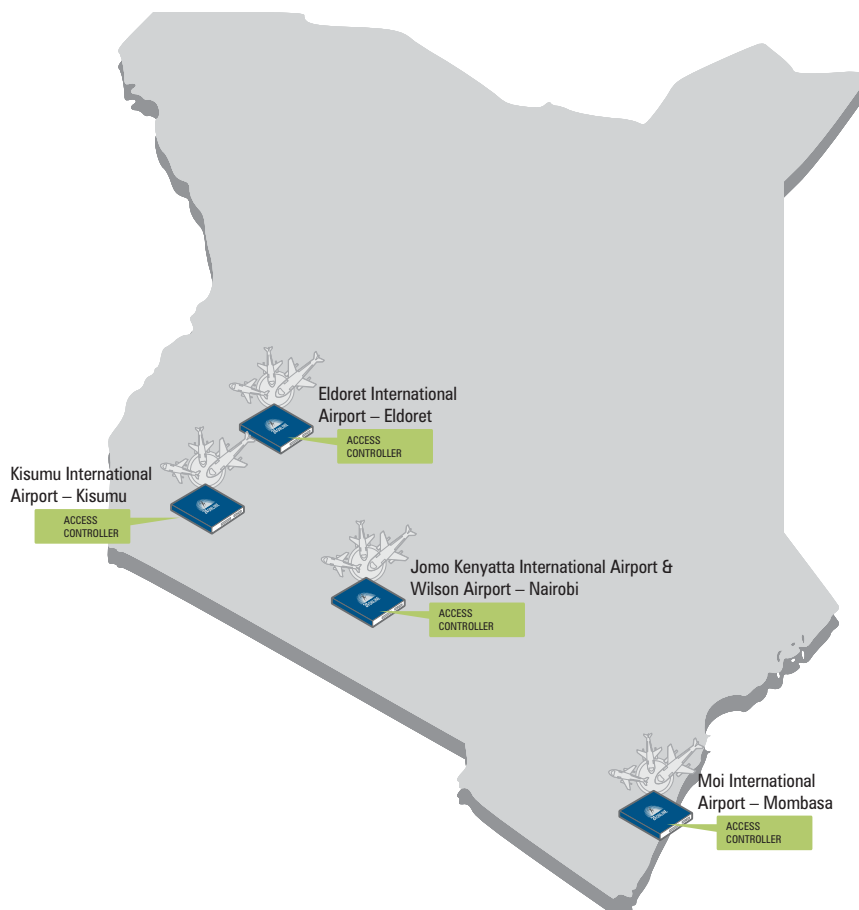 Eldoret International
Airport – Eldoret
ACCESS
CONTROLLER
Kisumu International
Airport – Kisumu
ACCESS
CONTROLLER
Jomo Kenyatta International Airport &
Wilson Airport – Nairobi
ACCESS
CONTROLLER
Moi International
Airport – Mombasa
ACCESS
CONTROLLER